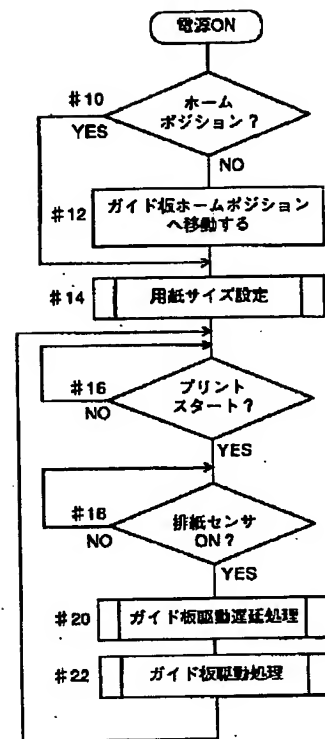 電源ON
#10
ホーム
ポジション?
YES
NO
#12
ガイド板ホームポジション
へ移動する
#14
用紙サイズ設定
#16
プリント
スタート?
NO
YES
#18
排紙センサ
ON?
NO
YES
#20
ガイド板駆動遅延処理
#22
ガイド板駆動処理